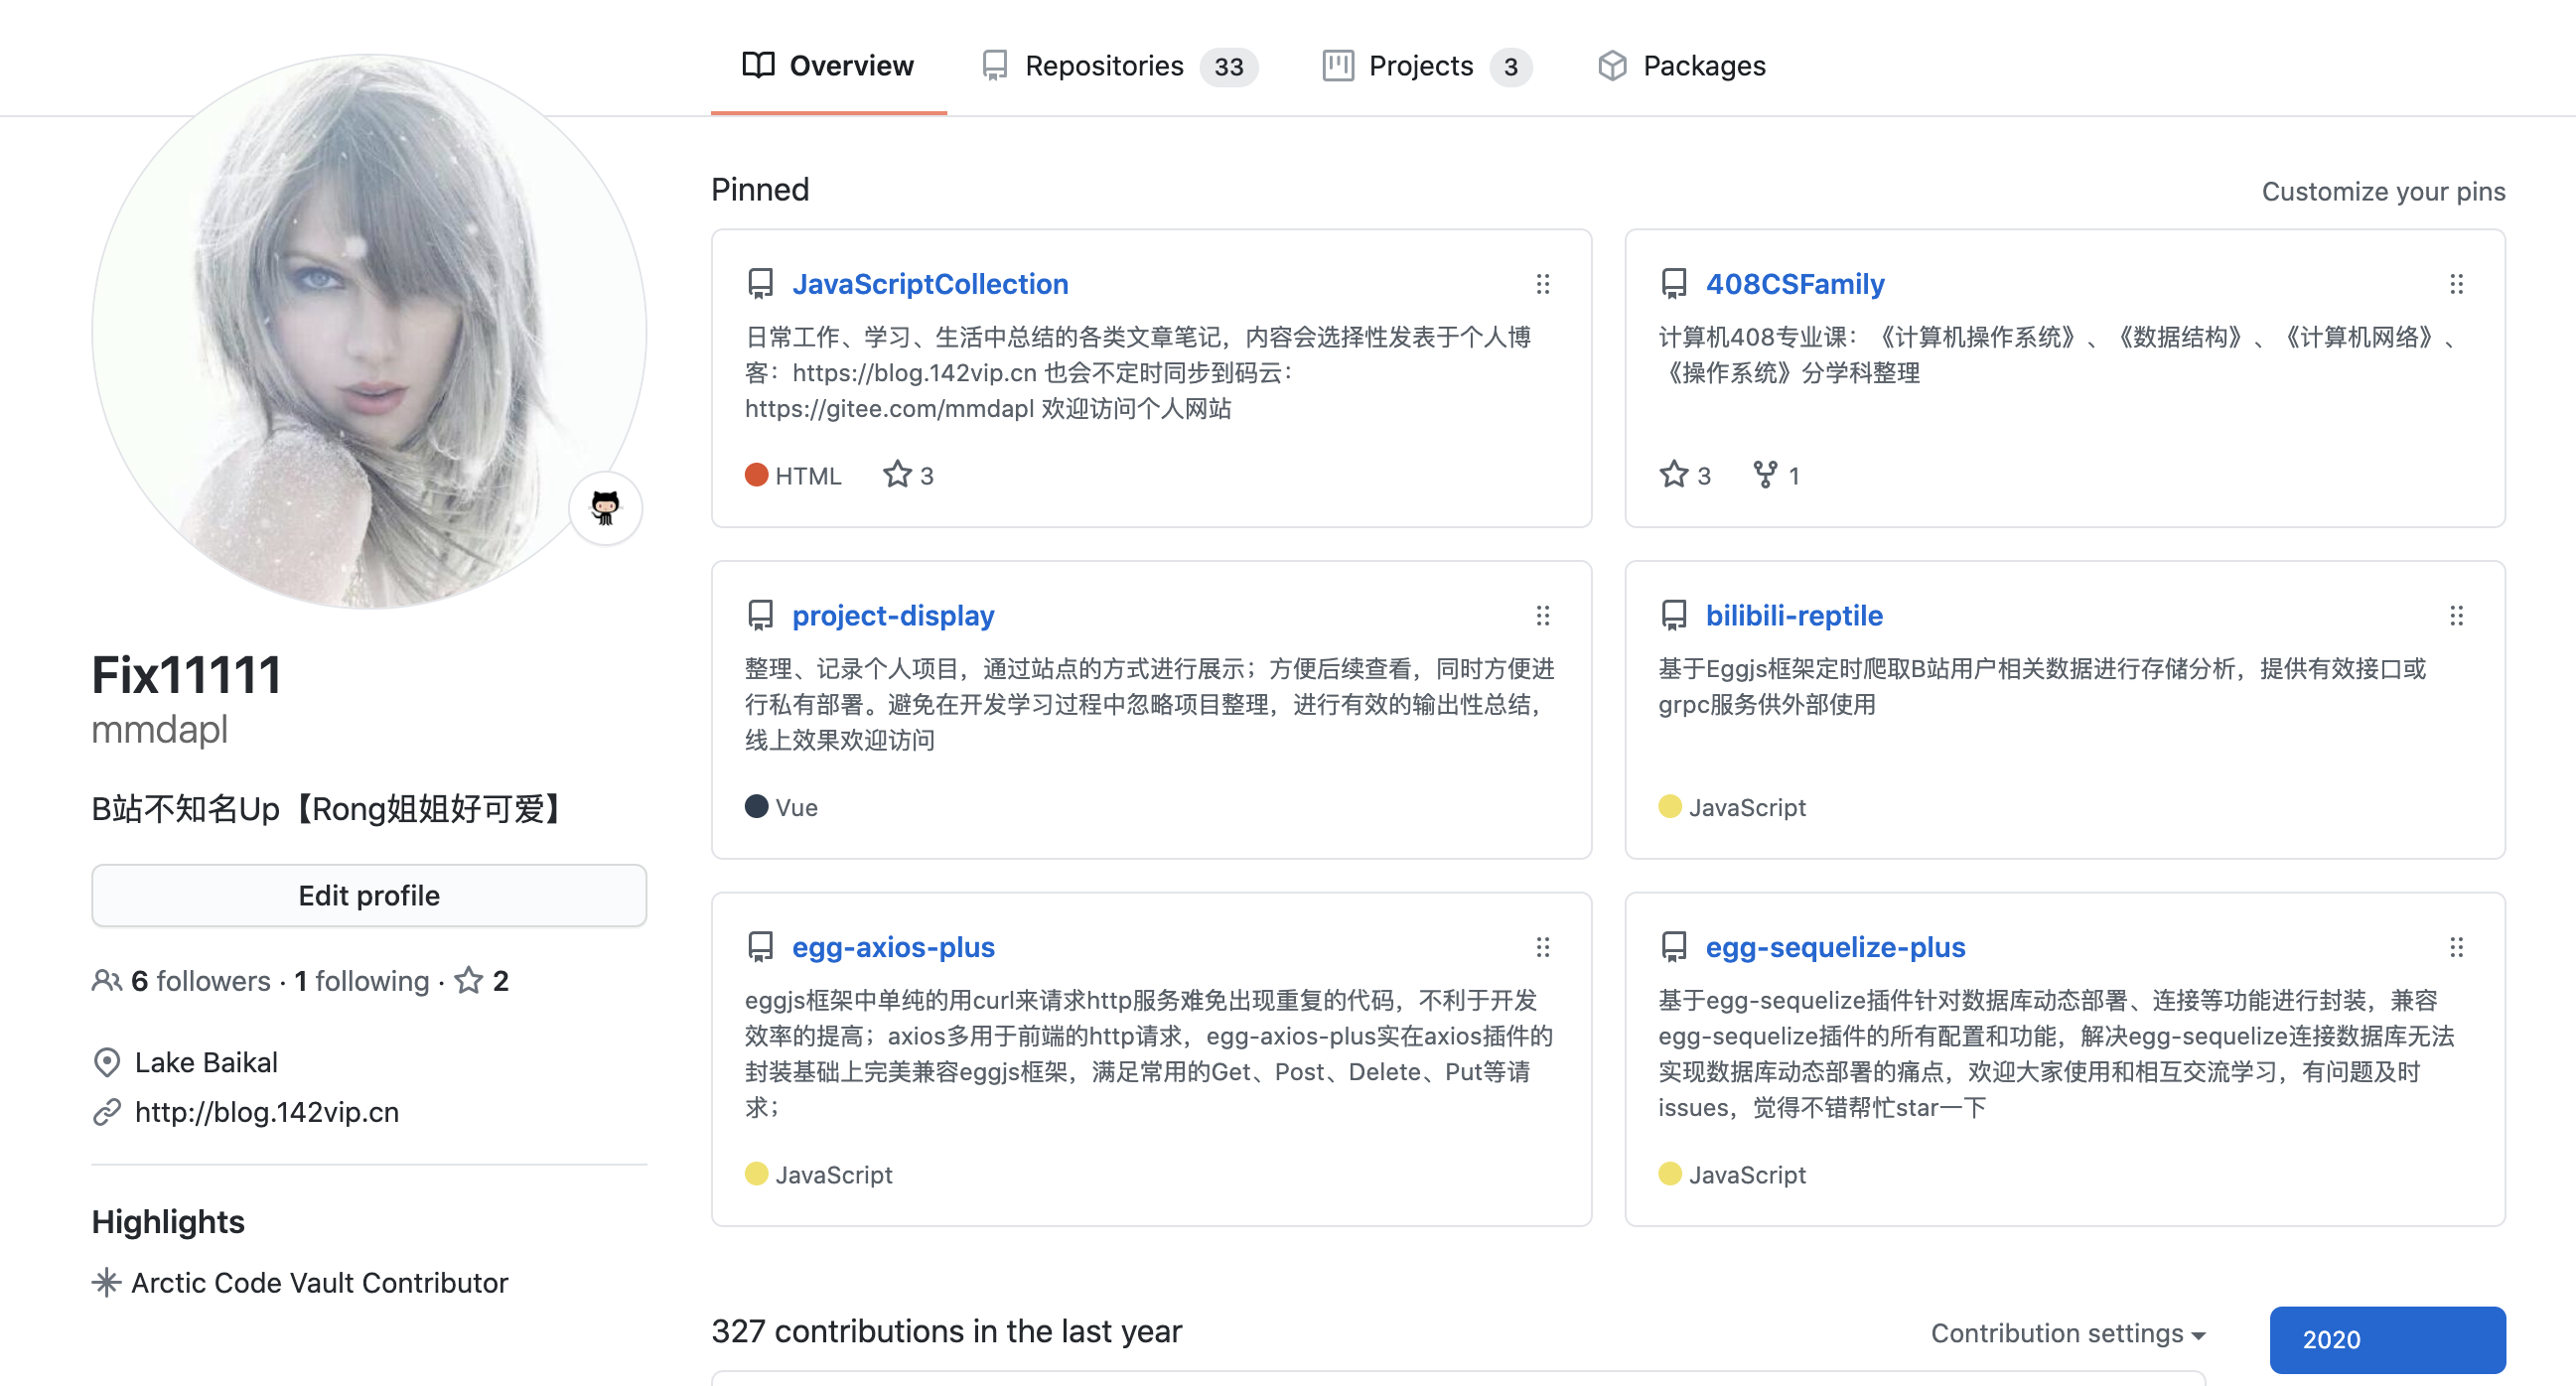 Overview
Repositories 33
Projects 3
Packages
Fix11111
mmdapl
B站不知名Up【Rong姐姐好可爱】
Edit profile
6 followers · 1 following · 2
Lake Baikal
http://blog.142vip.cn
Highlights
Arctic Code Vault Contributor
Pinned
Customize your pins
JavaScriptCollection
日常工作、学习、生活中总结的各类文章笔记，内容会选择性发表于个人博
客：https://blog.142vip.cn 也会不定时同步到码云：
https://gitee.com/mmdapl 欢迎访问个人网站
HTML 3
408CSFamily
计算机408专业课：《计算机操作系统》、《数据结构》、《计算机网络》、
《操作系统》分学科整理
3 1
project-display
整理、记录个人项目，通过站点的方式进行展示；方便后续查看，同时方便进
行私有部署。避免在开发学习过程中忽略项目整理，进行有效的输出性总结，
线上效果欢迎访问
Vue
bilibili-reptile
基于Eggjs框架定时爬取B站用户相关数据进行存储分析，提供有效接口或
grpc服务供外部使用
JavaScript
egg-axios-plus
eggjs框架中单纯的用curl来请求http服务难免出现重复的代码，不利于开发
效率的提高；axios多用于前端的http请求，egg-axios-plus实在axios插件的
封装基础上完美兼容eggjs框架，满足常用的Get、Post、Delete、Put等请
求；
JavaScript
egg-sequelize-plus
基于egg-sequelize插件针对数据库动态部署、连接等功能进行封装，兼容
egg-sequelize插件的所有配置和功能，解决egg-sequelize连接数据库无法
实现数据库动态部署的痛点，欢迎大家使用和相互交流学习，有问题及时
issues，觉得不错帮忙star一下
JavaScript
327 contributions in the last year
Contribution settings
2020